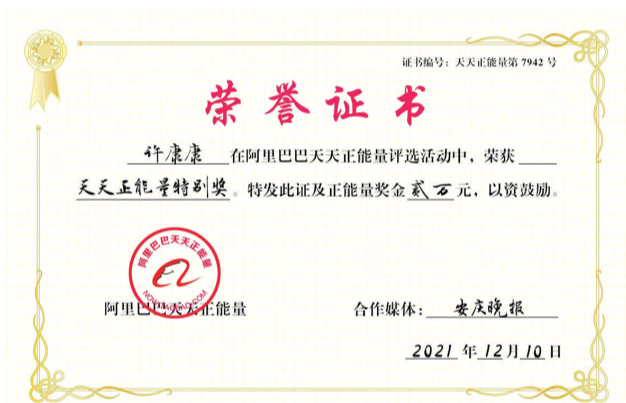 证书编号：天天正能量第 7942 号
荣誉证书
许康康 在阿里巴巴天天正能量评选活动中，荣获
天天正能量特别奖。特发此证及正能量奖金 贰万 元，以资鼓励。
阿里巴巴天天正能量
阿里巴巴天天正能量 合作媒体： 安庆晚报
2021 年 12 月 10 日